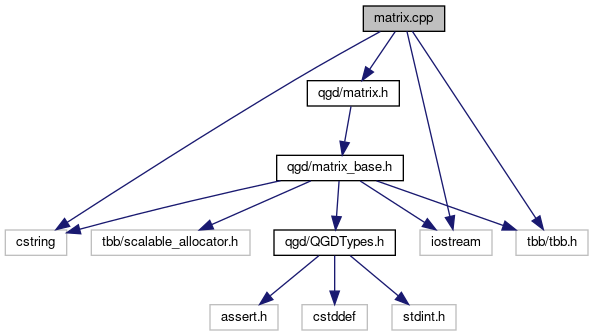 matrix.cpp
qgd/matrix.h
qgd/matrix_base.h
cstring
tbb/scalable_allocator.h
qgd/QGDTypes.h
iostream
tbb/tbb.h
assert.h
cstddef
stdint.h